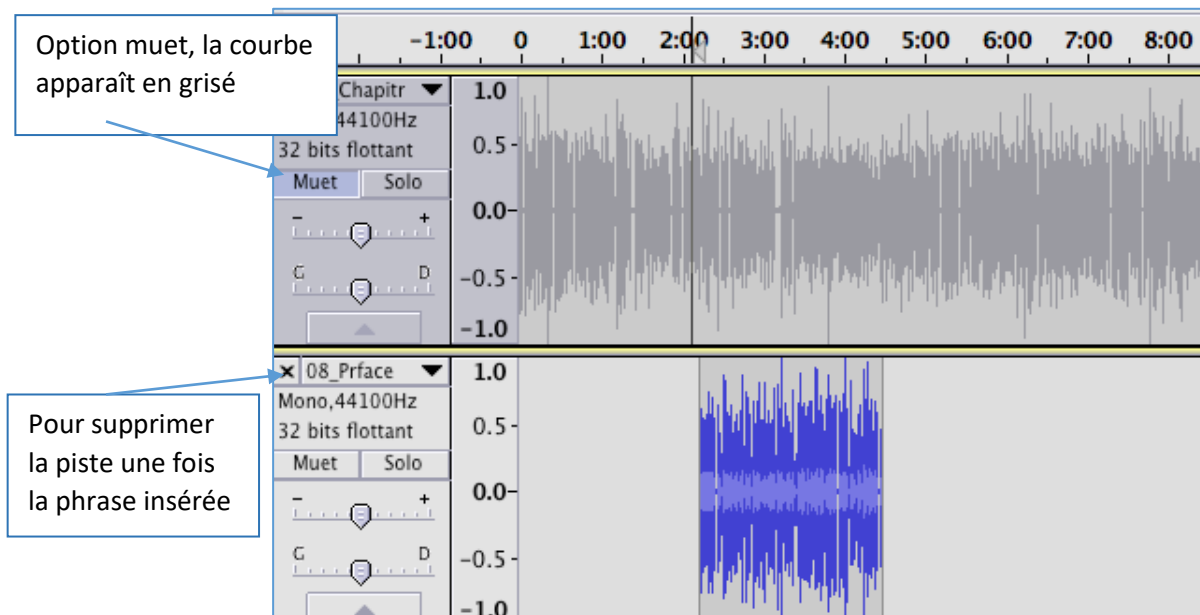 Option muet, la courbe
apparaît en grisé
-1:00 0 1:00 2:00 3:00 4:00 5:00 6:00 7:00 8:00
Chapitr
44100Hz
32 bits flottant
Muet Solo
- +
G D
1.0
0.5
0.0
-0.5
-1.0
Pour supprimer
la piste une fois
la phrase insérée
× 08_Prface
Mono,44100Hz
32 bits flottant
Muet Solo
- +
G D
1.0
0.5
0.0
-0.5
-1.0